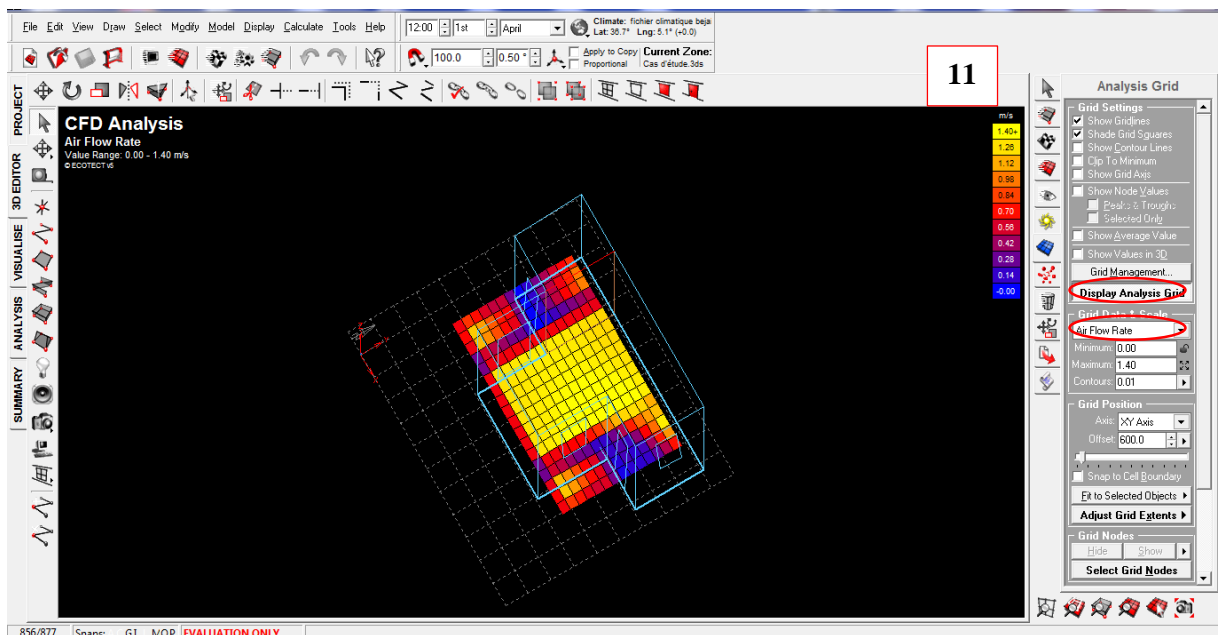 File Edit View Draw Select Modify Model Display Calculate Tools Help
12:00 1st April
Climate: fichier climatique beja
Lat: 36.7° Lng: 5.1° (+0.0)
100.0 0.50 ° Apply to Copy Current Zone:
Proportional Cas d'étude.3ds
11
PROJECT
3D EDITOR
VISUALISE
ANALYSIS
SUMMARY
CFD Analysis
Air Flow Rate
Value Range: 0.00 - 1.40 m/s
© ECOTECT v5
m/s
1.40+
1.26
1.12
0.98
0.84
0.70
0.56
0.42
0.28
0.14
-0.00
Analysis Grid
Grid Settings
Show Gridlines
Shade Grid Squares
Show Contour Lines
Clip To Minimum
Show Grid Axis
Show Node Values
Peaks & Troughs
Selected Only
Show Average Value
Show Values in 3D
Grid Management...
Display Analysis Grid
Grid Data & Scale
Air Flow Rate
Minimum: 0.00
Maximum: 1.40
Contours: 0.01
Grid Position
Axis: XY Axis
Offset: 600.0
Snap to Cell Boundary
Fit to Selected Objects
Adjust Grid Extents
Grid Nodes
Hide Show
Select Grid Nodes
856/877 Snaps: GI MOP EVALUATION ONLY